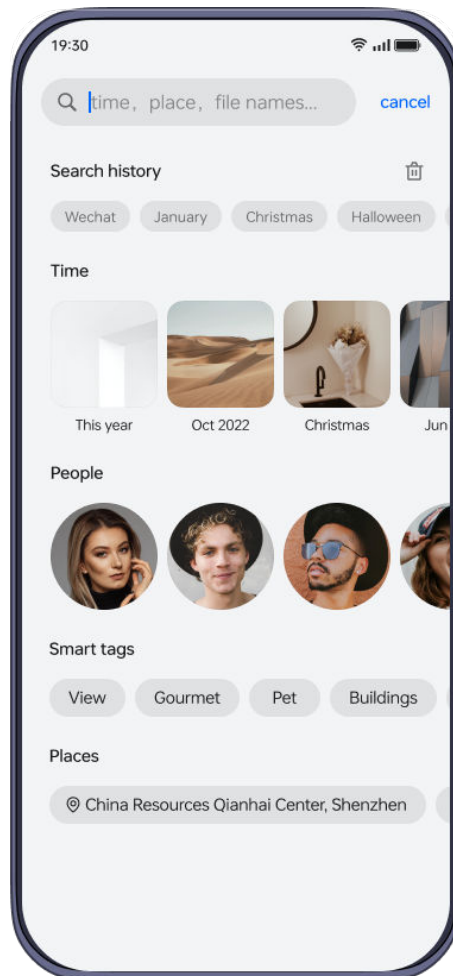 19:30
time，place，file names...
cancel
Search history
Wechat January Christmas Halloween
Time
This year Oct 2022 Christmas Jun
People
Smart tags
View Gourmet Pet Buildings
Places
China Resources Qianhai Center, Shenzhen